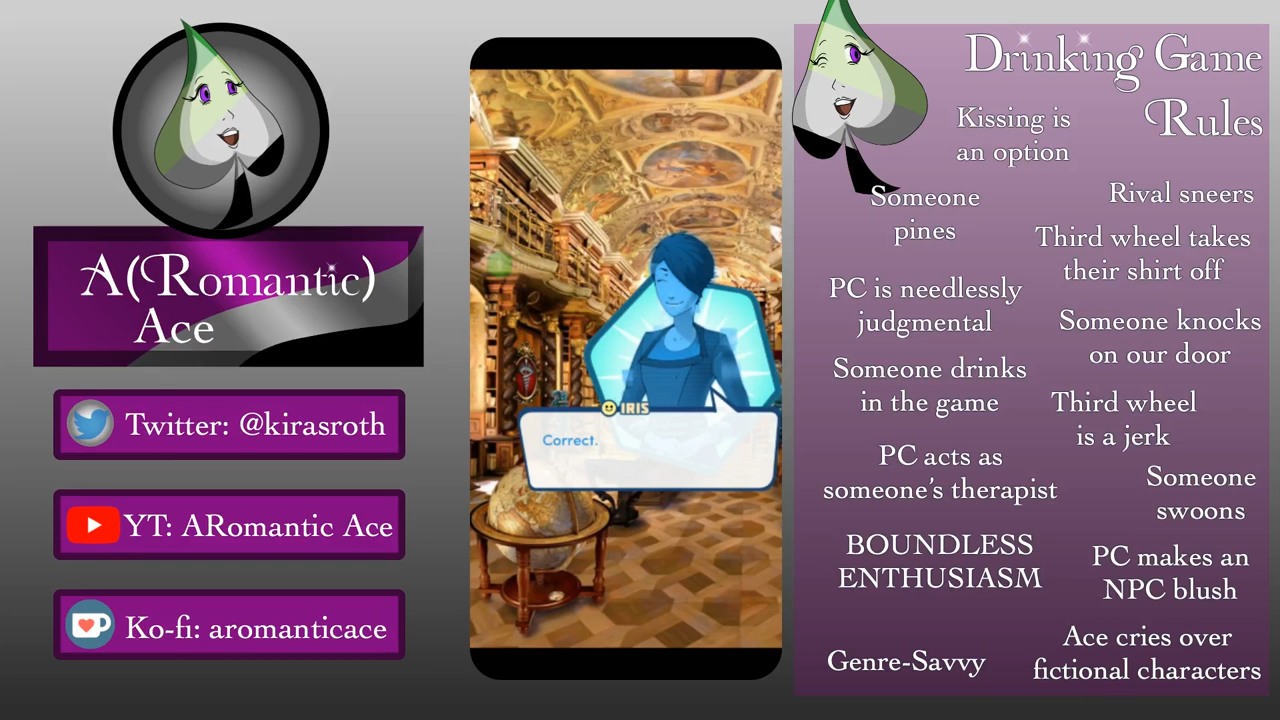 A(Romantic)
Ace
Twitter: @kirasroth
YT: ARomantic Ace
Ko-fi: aromanticace
IRIS
Correct.
Drinking Game
Rules
Kissing is
an option
Someone
pines
Rival sneers
Third wheel takes
their shirt off
PC is needlessly
judgmental
Someone knocks
on our door
Someone drinks
in the game
Third wheel
is a jerk
PC acts as
someone's therapist
Someone
swoons
BOUNDLESS
ENTHUSIASM
PC makes an
NPC blush
Genre-Savvy
Ace cries over
fictional characters